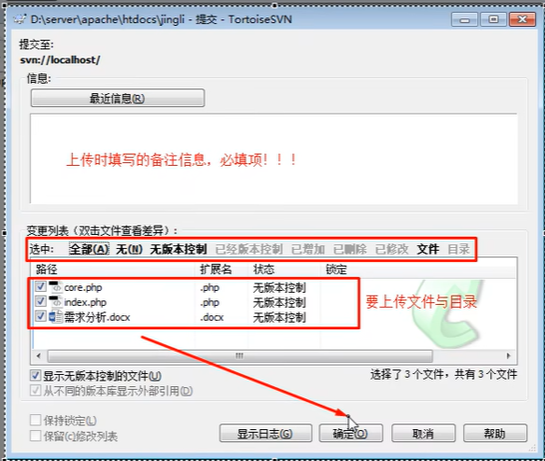 D:\server\apache\htdocs\jingli - 提交 - TortoiseSVN
提交至:
svn://localhost/
信息:
最近信息(R)
上传时填写的备注信息，必填项！！！
变更列表（双击文件查看差异）:
选中: 全部(A) 无(N) 无版本控制 已经版本控制 已增加 已删除 已修改 文件 目录
路径 扩展名 状态 锁定
core.php .php 无版本控制
index.php .php 无版本控制
需求分析.docx .docx 无版本控制
要上传文件与目录
显示无版本控制的文件(U) 选择了 3 个文件，共有 3 个文件
从不同的版本库显示外部引用(D)
保持锁定(L)
保留(c)修改列表
显示日志(G) 确定(O) 取消 帮助